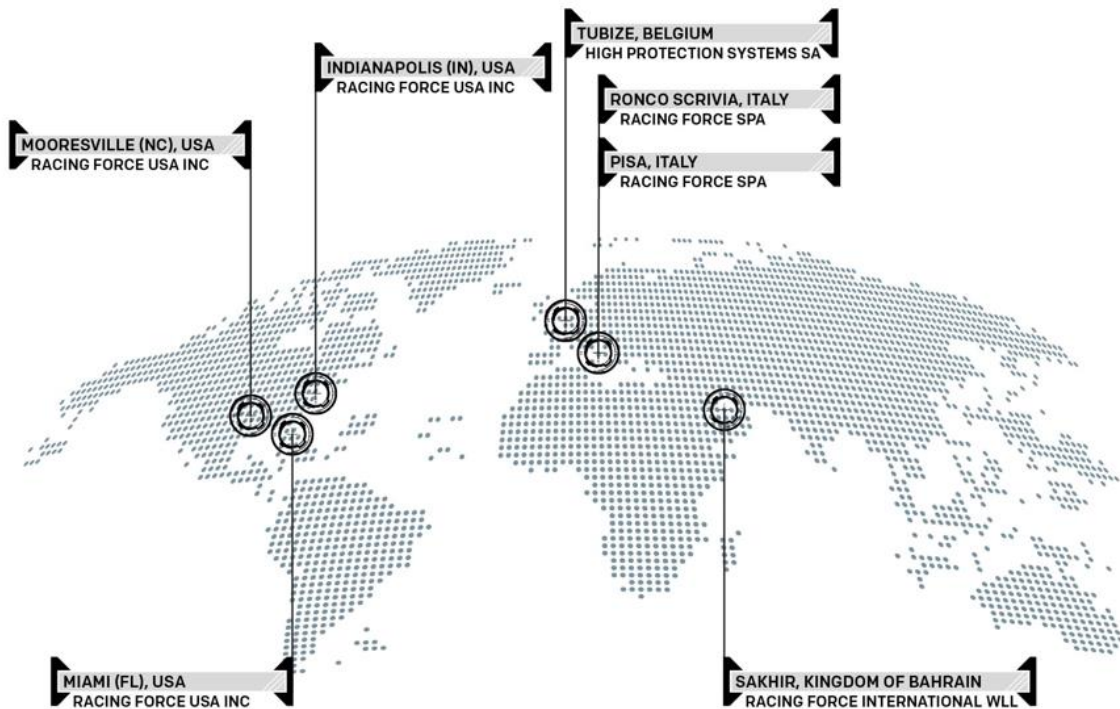 TUBIZE, BELGIUM
HIGH PROTECTION SYSTEMS SA
INDIANAPOLIS (IN), USA
RACING FORCE USA INC
RONCO SCRIVIA, ITALY
RACING FORCE SPA
MOORESVILLE (NC), USA
RACING FORCE USA INC
PISA, ITALY
RACING FORCE SPA
MIAMI (FL), USA
RACING FORCE USA INC
SAKHIR, KINGDOM OF BAHRAIN
RACING FORCE INTERNATIONAL WLL